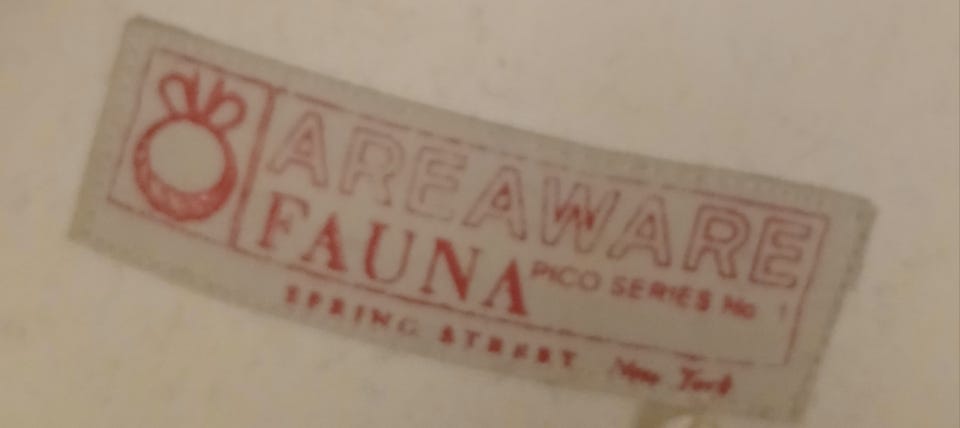 AREAWARE
FAUNA PICO SERIES No 1
SPRING STREET New York